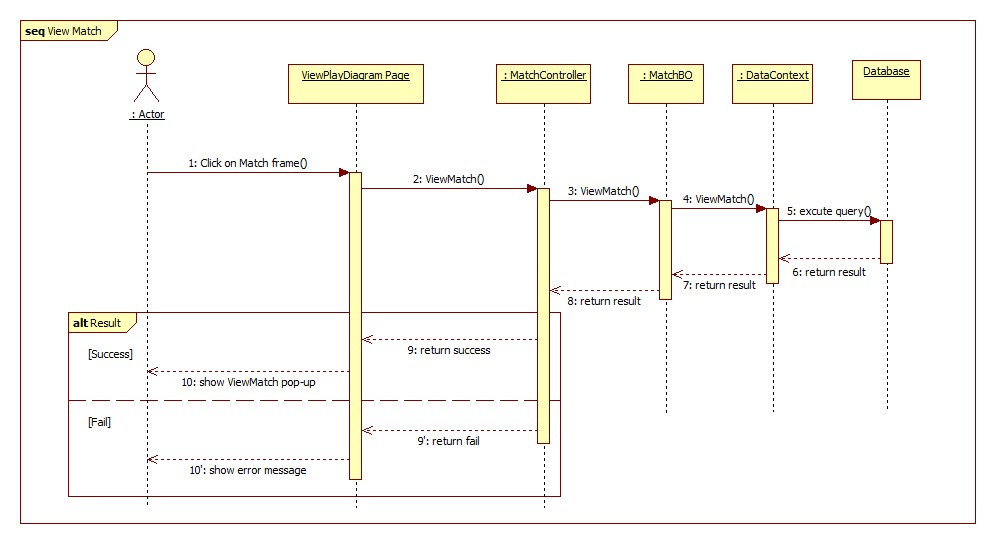 seq View Match
: Actor
ViewPlayDiagram Page
: MatchController
: MatchBO
: DataContext
Database
1: Click on Match frame()
2: ViewMatch()
3: ViewMatch()
4: ViewMatch()
5: excute query()
6: return result
7: return result
8: return result
alt Result
[Success]
9: return success
10: show ViewMatch pop-up
[Fail]
9': return fail
10': show error message